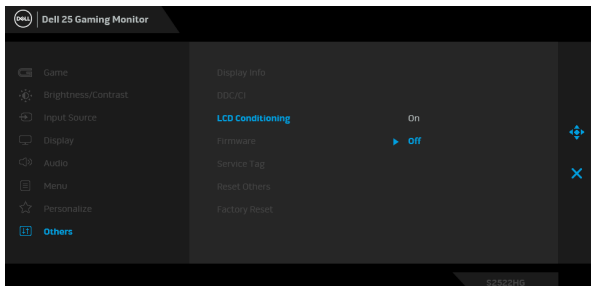 DELL
Dell 25 Gaming Monitor
Game
Brightness/Contrast
Input Source
Display
Audio
Menu
Personalize
Others
Display Info
DDC/CI
LCD Conditioning
Firmware
Service Tag
Reset Others
Factory Reset
On
Off
S2522HG